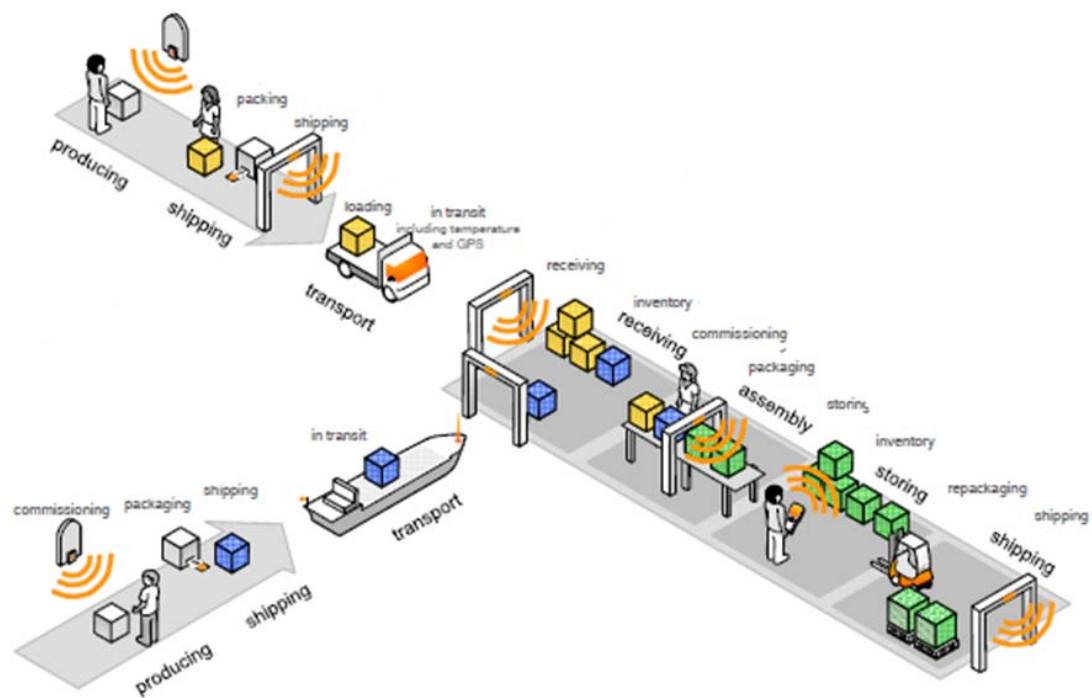 packing
shipping
producing
shipping
loading
in transit
including temperature
and GPS
transport
receiving
inventory
receiving
commissioning
packaging
assembly
storing
inventory
storing
repackaging
shipping
shipping
in transit
transport
commissioning
packaging
shipping
producing
shipping